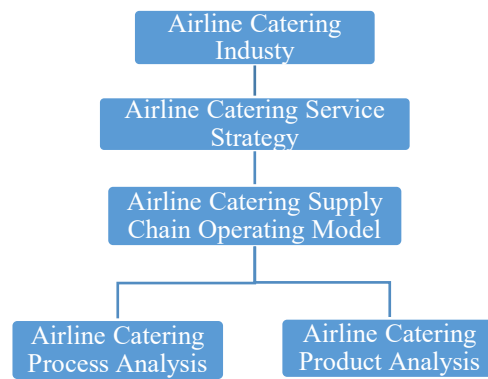 Airline Catering
Industy
Airline Catering Service
Strategy
Airline Catering Supply
Chain Operating Model
Airline Catering
Process Analysis
Airline Catering
Product Analysis